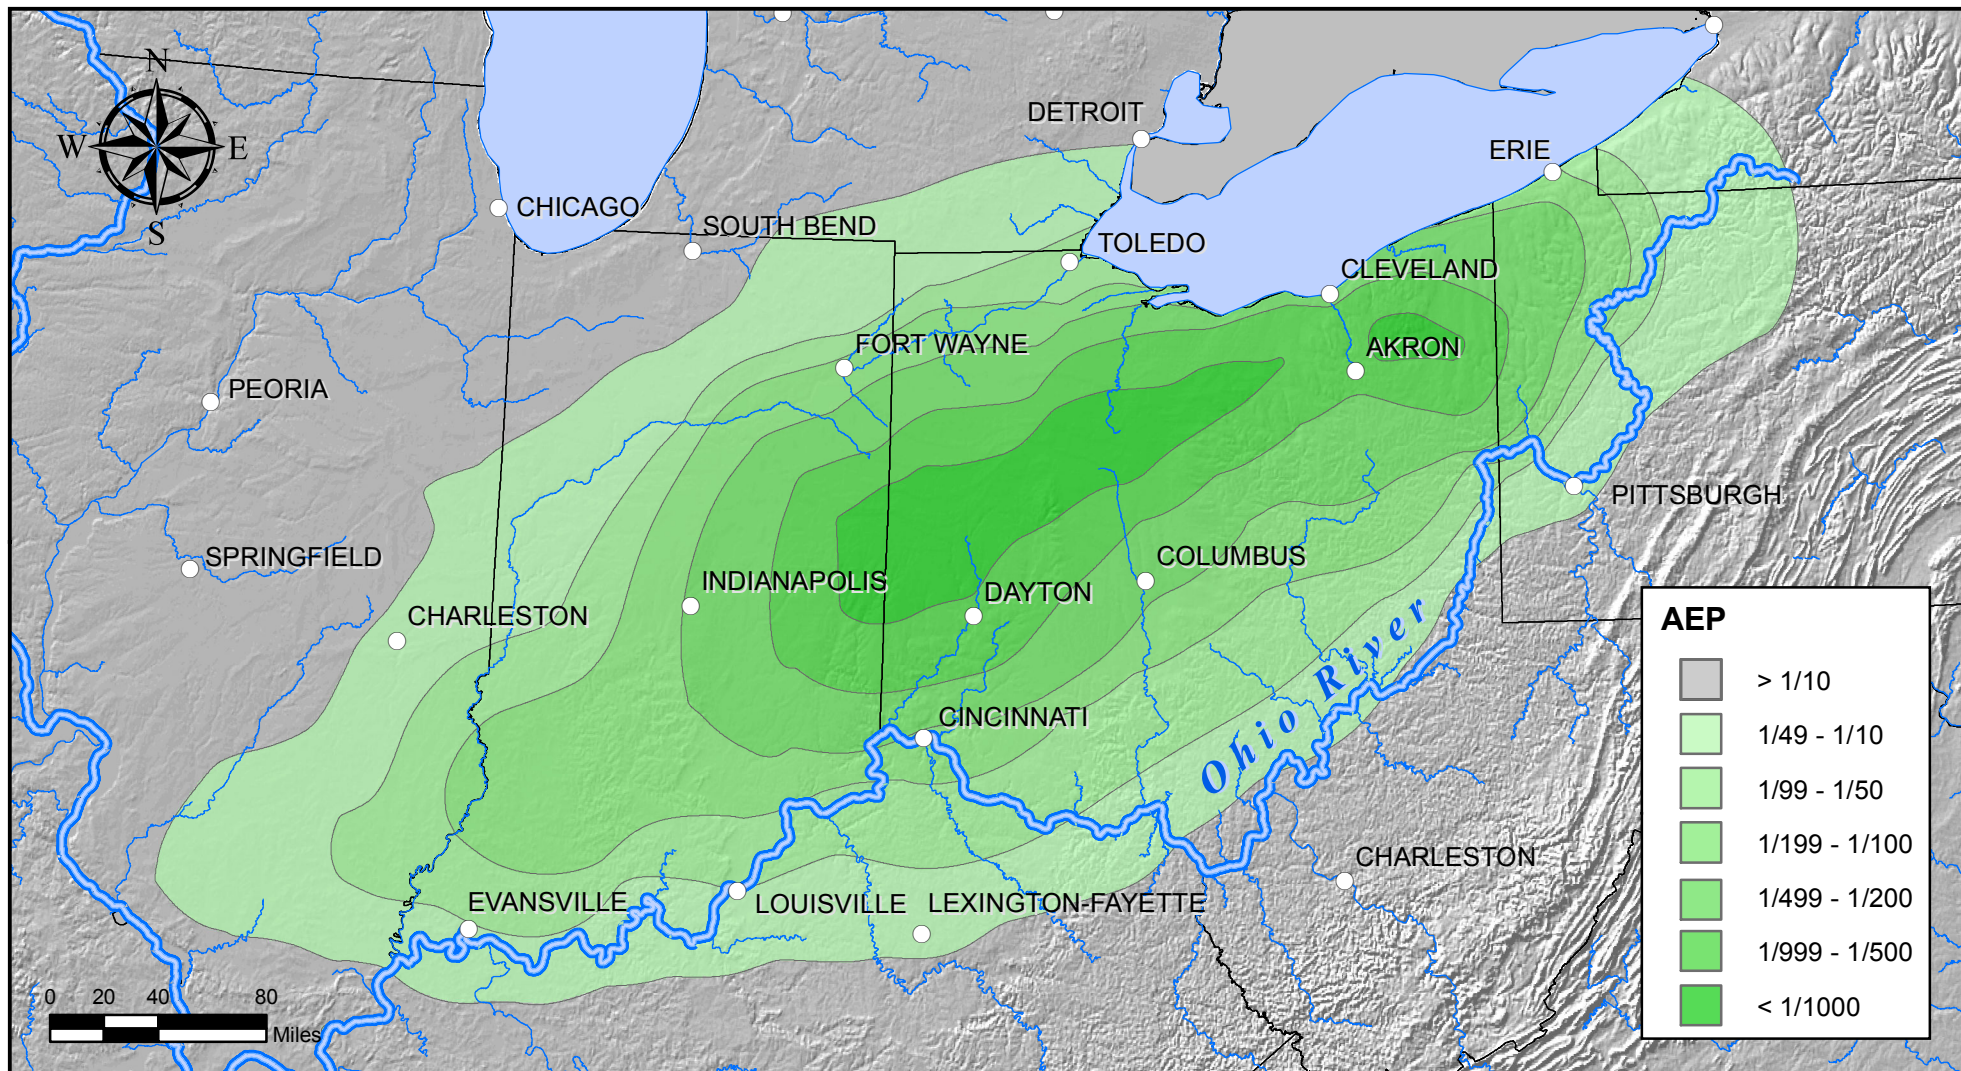 N
W
E
S
DETROIT
ERIE
CHICAGO
SOUTH BEND
TOLEDO
CLEVELAND
FORT WAYNE
AKRON
PEORIA
PITTSBURGH
SPRINGFIELD
INDIANAPOLIS
COLUMBUS
DAYTON
CHARLESTON
Ohio River
CINCINNATI
CHARLESTON
EVANSVILLE
LOUISVILLE
LEXINGTON-FAYETTE
0 20 40 80
Miles
AEP
> 1/10
1/49 - 1/10
1/99 - 1/50
1/199 - 1/100
1/499 - 1/200
1/999 - 1/500
< 1/1000